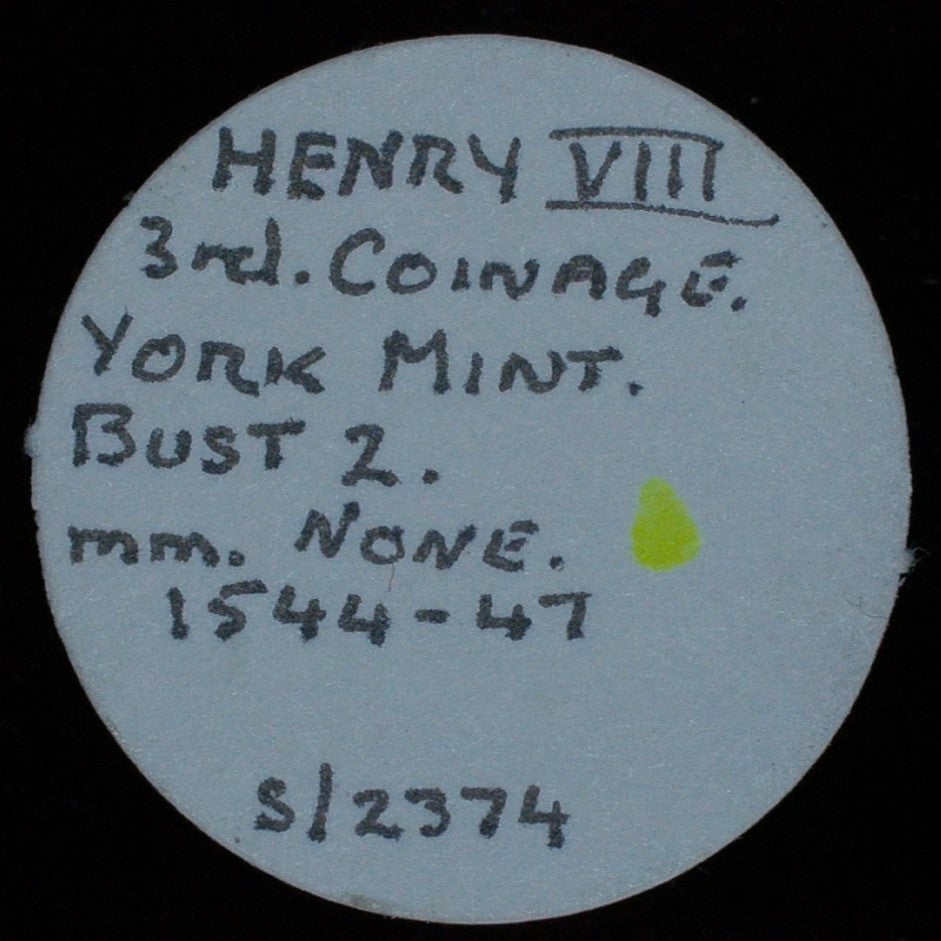 HENRY VIII
3rd. COINAGE.
YORK MINT.
BUST 2.
mm. NONE.
1544-47
S/2374